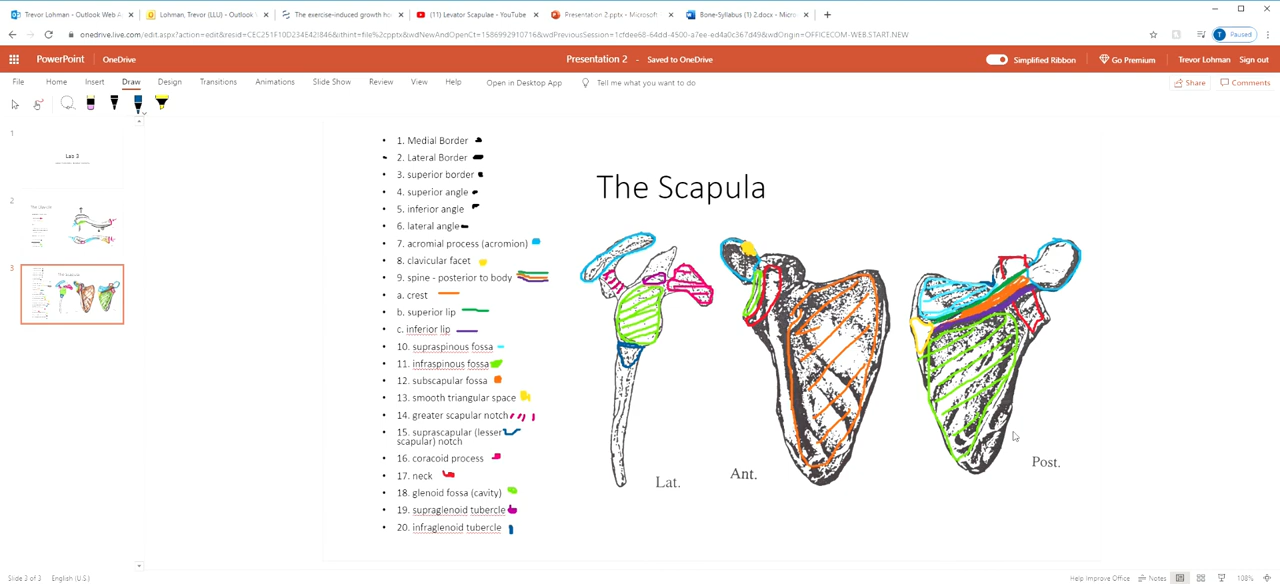 Trevor Lohman - Outlook Web A
Lohman, Trevor (LLU) - Outlook
The exercise-induced growth ho
(11) Levator Scapulae - YouTube
Presentation 2.pptx - Microsoft
Bone-Syllabus (1) 2.docx - Micro
onedrive.live.com/edit.aspx?action=edit&resid=CEC251F10D234E42!846&ithint=file%2cpptx&wdNewAndOpenCt=1586992910716&wdPreviousSession=1cfdee68-64dd-4500-a7ee-ed4a0c367d49&wdOrigin=OFFICECOM-WEB.START.NEW
T Paused
PowerPoint OneDrive
Presentation 2 - Saved to OneDrive
Simplified Ribbon Go Premium Trevor Lohman Sign out
File Home Insert Draw Design Transitions Animations Slide Show Review View Help Open in Desktop App Tell me what you want to do
Share Comments
1
Lab 3
2
3
The Scapula
1. Medial Border
2. Lateral Border
3. superior border
4. superior angle
5. inferior angle
6. lateral angle
7. acromial process (acromion)
8. clavicular facet
9. spine - posterior to body
a. crest
b. superior lip
c. inferior lip
10. supraspinous fossa
11. infraspinous fossa
12. subscapular fossa
13. smooth triangular space
14. greater scapular notch
15. suprascapular (lesser
scapular) notch
16. coracoid process
17. neck
18. glenoid fossa (cavity)
19. supraglenoid tubercle
20. infraglenoid tubercle
Lat.
Ant.
Post.
Slide 3 of 3 English (U.S.)
Help Improve Office Notes 108%